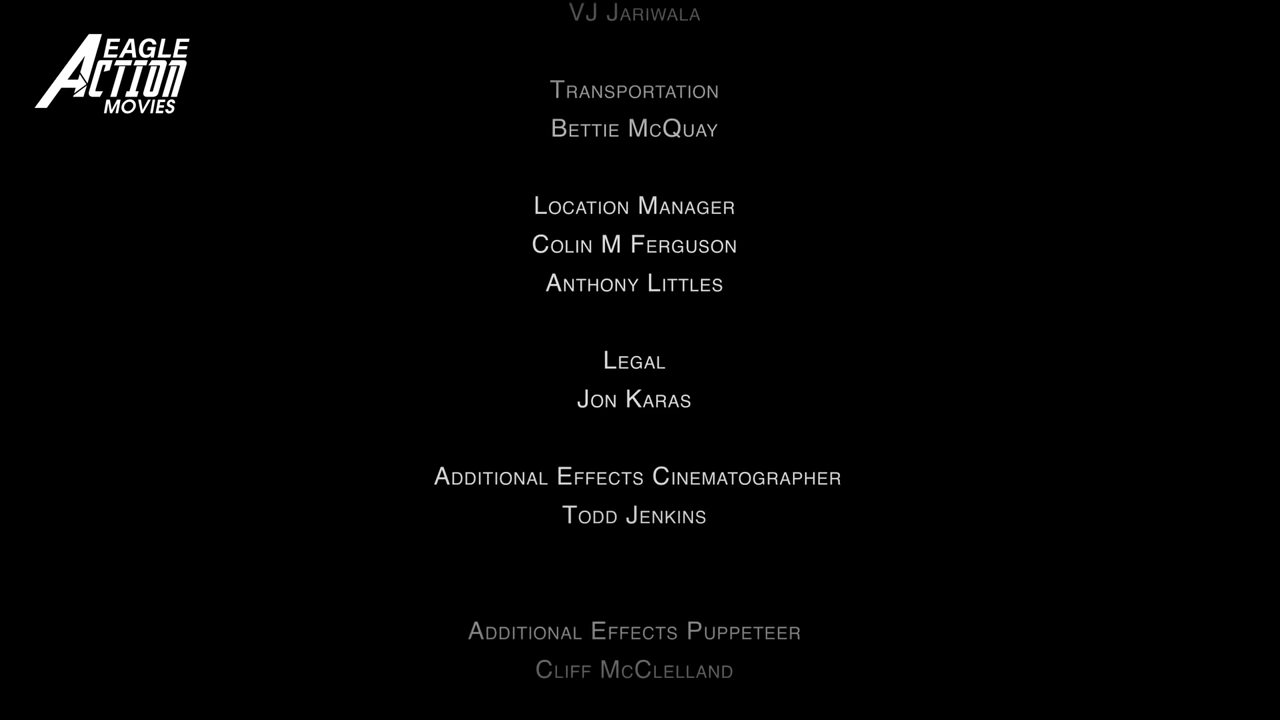 VJ Jariwala
EAGLE
ACTION
MOVIES
Transportation
Bettie McQuay
Location Manager
Colin M Ferguson
Anthony Littles
Legal
Jon Karas
Additional Effects Cinematographer
Todd Jenkins
Additional Effects Puppeteer
Cliff McClelland